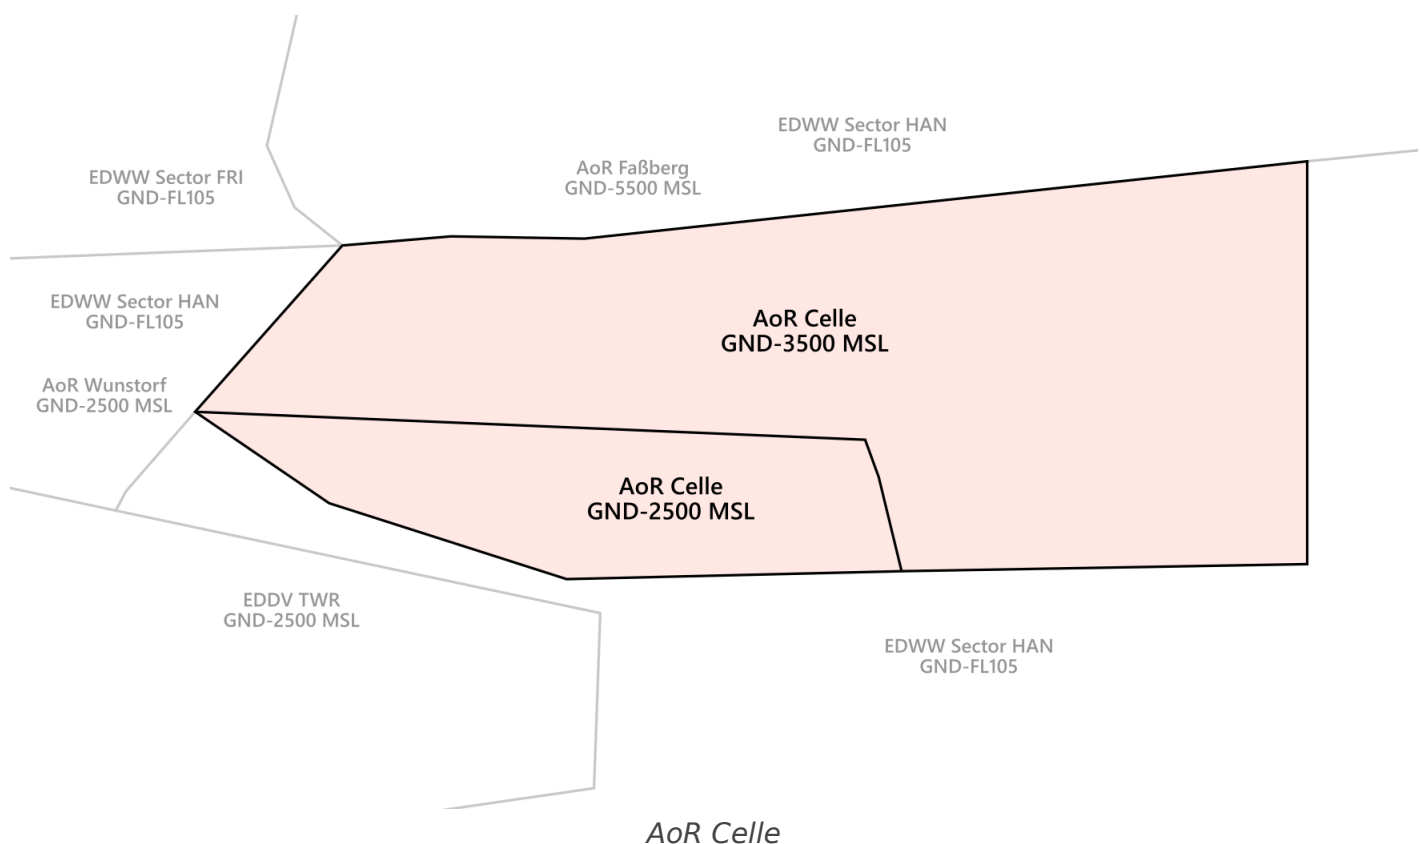 EDWW Sector HAN
GND-FL105
AoR Faßberg
GND-5500 MSL
EDWW Sector FRI
GND-FL105
EDWW Sector HAN
GND-FL105
AoR Celle
GND-3500 MSL
AoR Wunstorf
GND-2500 MSL
AoR Celle
GND-2500 MSL
EDDV TWR
GND-2500 MSL
EDWW Sector HAN
GND-FL105
AoR Celle